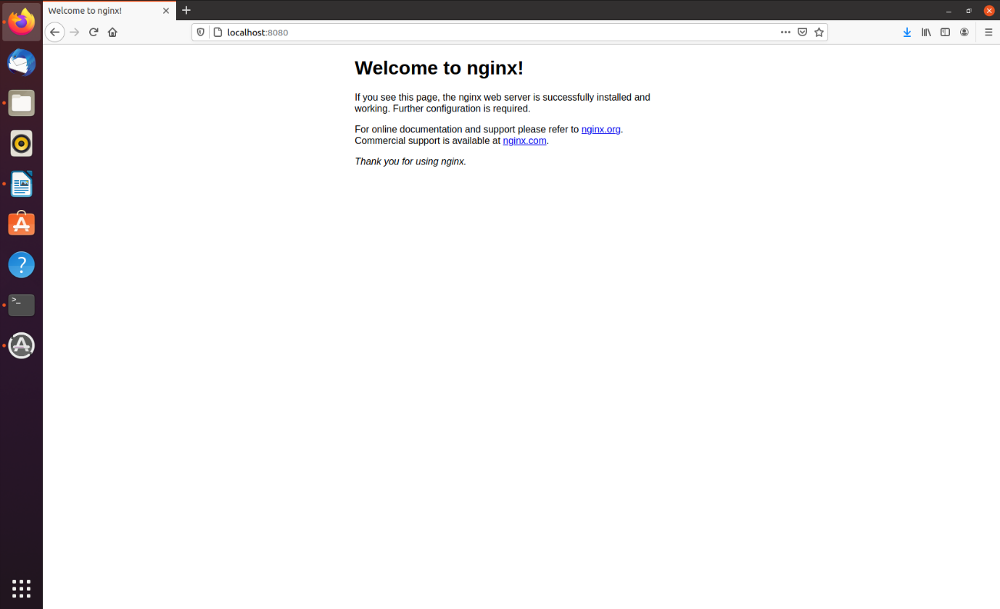 Welcome to nginx!
localhost:8080
Welcome to nginx!
If you see this page, the nginx web server is successfully installed and
working. Further configuration is required.
For online documentation and support please refer to nginx.org.
Commercial support is available at nginx.com.
Thank you for using nginx.